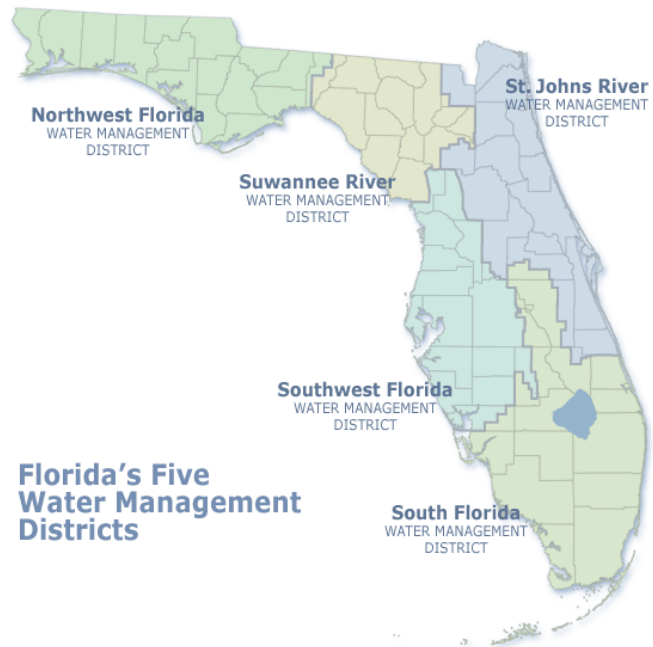 St. Johns River
WATER MANAGEMENT
DISTRICT
Northwest Florida
WATER MANAGEMENT
DISTRICT
Suwannee River
WATER MANAGEMENT
DISTRICT
Southwest Florida
WATER MANAGEMENT
DISTRICT
Florida's Five
Water Management
Districts
South Florida
WATER MANAGEMENT
DISTRICT